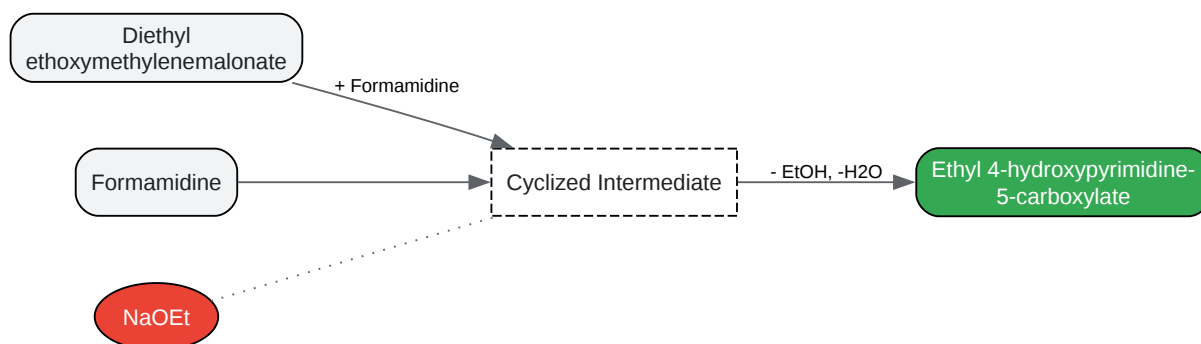 Diethyl
ethoxymethylenemalonate
+ Formamidine
Formamidine
Cyclized Intermediate
- EtOH, -H2O
Ethyl 4-hydroxypyrimidine-
5-carboxylate
NaOEt